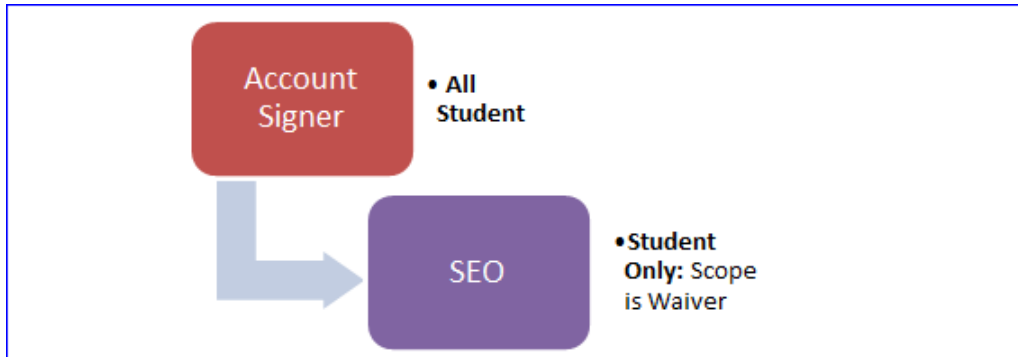 Account
Signer
• All
Student
SEO
•Student
Only: Scope
is Waiver